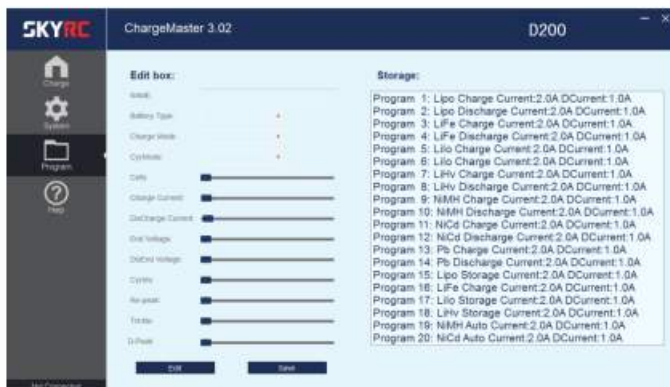 SKYRC
ChargeMaster 3.02
D200
Charge
System
Program
Help
Edit box:
Battery Type:
Charge Mode:
CycMode:
Cells:
Charge Current:
DisCharge Current:
End Voltage:
DisEnd Voltage:
Cycles:
Re-peak:
Trickle:
D-Peak:
Edit
Save
Storage:
Program 1: Lipo Charge Current:2.0A DCurrent:1.0A
Program 2: Lipo Discharge Current:2.0A DCurrent:1.0A
Program 3: LiFe Charge Current:2.0A DCurrent:1.0A
Program 4: LiFe Discharge Current:2.0A DCurrent:1.0A
Program 5: LiIo Charge Current:2.0A DCurrent:1.0A
Program 6: LiIo Charge Current:2.0A DCurrent:1.0A
Program 7: LiHv Charge Current:2.0A DCurrent:1.0A
Program 8: LiHv Discharge Current:2.0A DCurrent:1.0A
Program 9: NiMH Charge Current:2.0A DCurrent:1.0A
Program 10: NiMH Discharge Current:2.0A DCurrent:1.0A
Program 11: NiCd Charge Current:2.0A DCurrent:1.0A
Program 12: NiCd Discharge Current:2.0A DCurrent:1.0A
Program 13: Pb Charge Current:2.0A DCurrent:1.0A
Program 14: Pb Discharge Current:2.0A DCurrent:1.0A
Program 15: Lipo Storage Current:2.0A DCurrent:1.0A
Program 16: LiFe Charge Current:2.0A DCurrent:1.0A
Program 17: LiIo Storage Current:2.0A DCurrent:1.0A
Program 18: LiHv Storage Current:2.0A DCurrent:1.0A
Program 19: NiMH Auto Current:2.0A DCurrent:1.0A
Program 20: NiCd Auto Current:2.0A DCurrent:1.0A
Not Connected